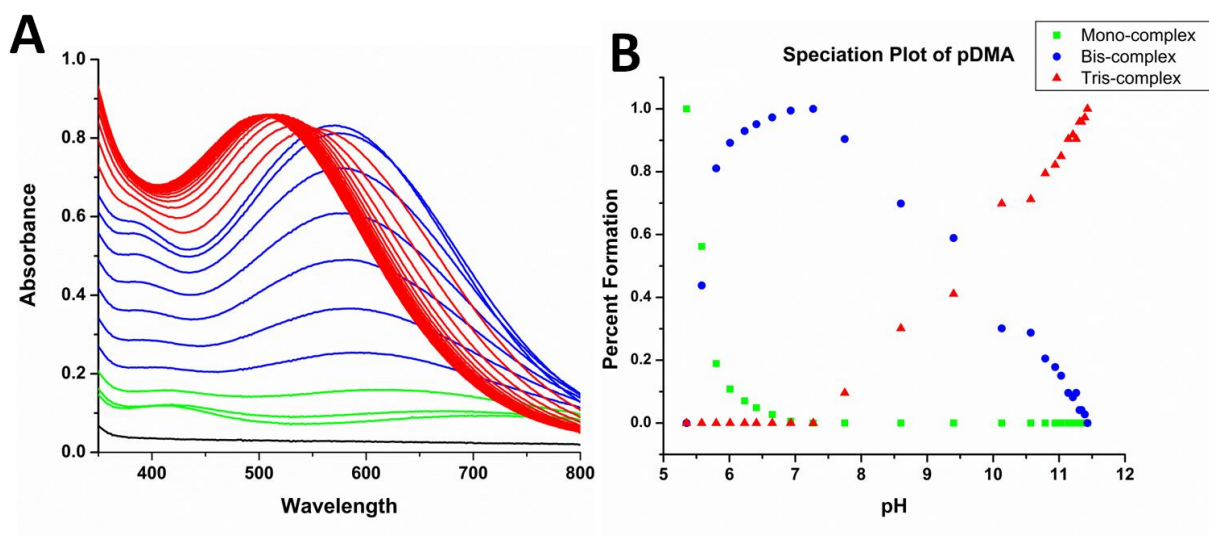 A
Absorbance
1.0
0.8
0.6
0.4
0.2
0.0
400
500
600
700
800
Wavelength
B
Speciation Plot of pDMA
Mono-complex
Bis-complex
Tris-complex
Percent Formation
1.0
0.8
0.6
0.4
0.2
0.0
5
6
7
8
9
10
11
12
pH